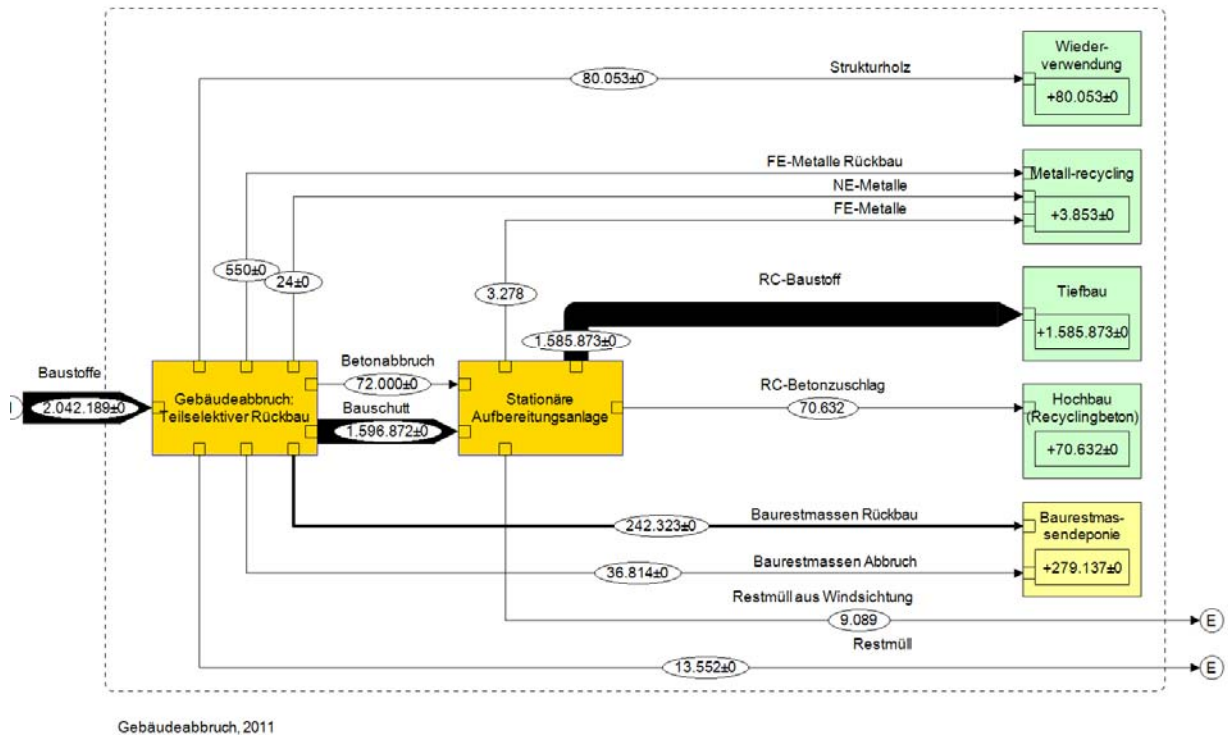 Wieder-
verwendung
Strukturholz
80.053±0
+80.053±0
FE-Metalle Rückbau
NE-Metalle
Metall-recycling
FE-Metalle
+3.853±0
550±0
24±0
3.278
RC-Baustoff
Tiefbau
1.585.873±0
+1.585.873±0
Baustoffe
2.042.189±0
Gebäudeabbruch:
Teilselektiver Rückbau
Betonabbruch
72.000±0
Bauschutt
1.596.872±0
Stationäre
Aufbereitungsanlage
RC-Betonzuschlag
70.632
Hochbau
(Recyclingbeton)
+70.632±0
Baurestmassen Rückbau
242.323±0
Baurestmas-
sendeponie
+279.137±0
Baurestmassen Abbruch
36.814±0
Restmüll aus Windsichtung
9.089
E
Restmüll
13.552±0
E
Gebäudeabbruch, 2011